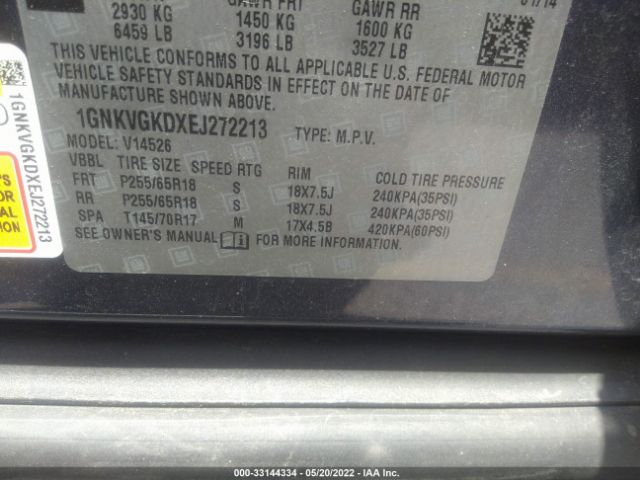 GAWR FRT GAWR RR 01/14
2930 KG 1450 KG 1600 KG
6459 LB 3196 LB 3527 LB
THIS VEHICLE CONFORMS TO ALL APPLICABLE U.S. FEDERAL MOTOR
VEHICLE SAFETY STANDARDS IN EFFECT ON THE DATE OF
MANUFACTURE SHOWN ABOVE.
1GNKVGKDXEJ272213 TYPE: M.P.V.
MODEL: V14526
VBBL TIRE SIZE SPEED RTG RIM COLD TIRE PRESSURE
FRT P255/65R18 S 18X7.5J 240KPA(35PSI)
RR P255/65R18 S 18X7.5J 240KPA(35PSI)
SPA T145/70R17 M 17X4.5B 420KPA(60PSI)
SEE OWNER'S MANUAL FOR MORE INFORMATION.
1GNKVGKDXEJ272213
000-33144334 - 05/20/2022 - IAA Inc.